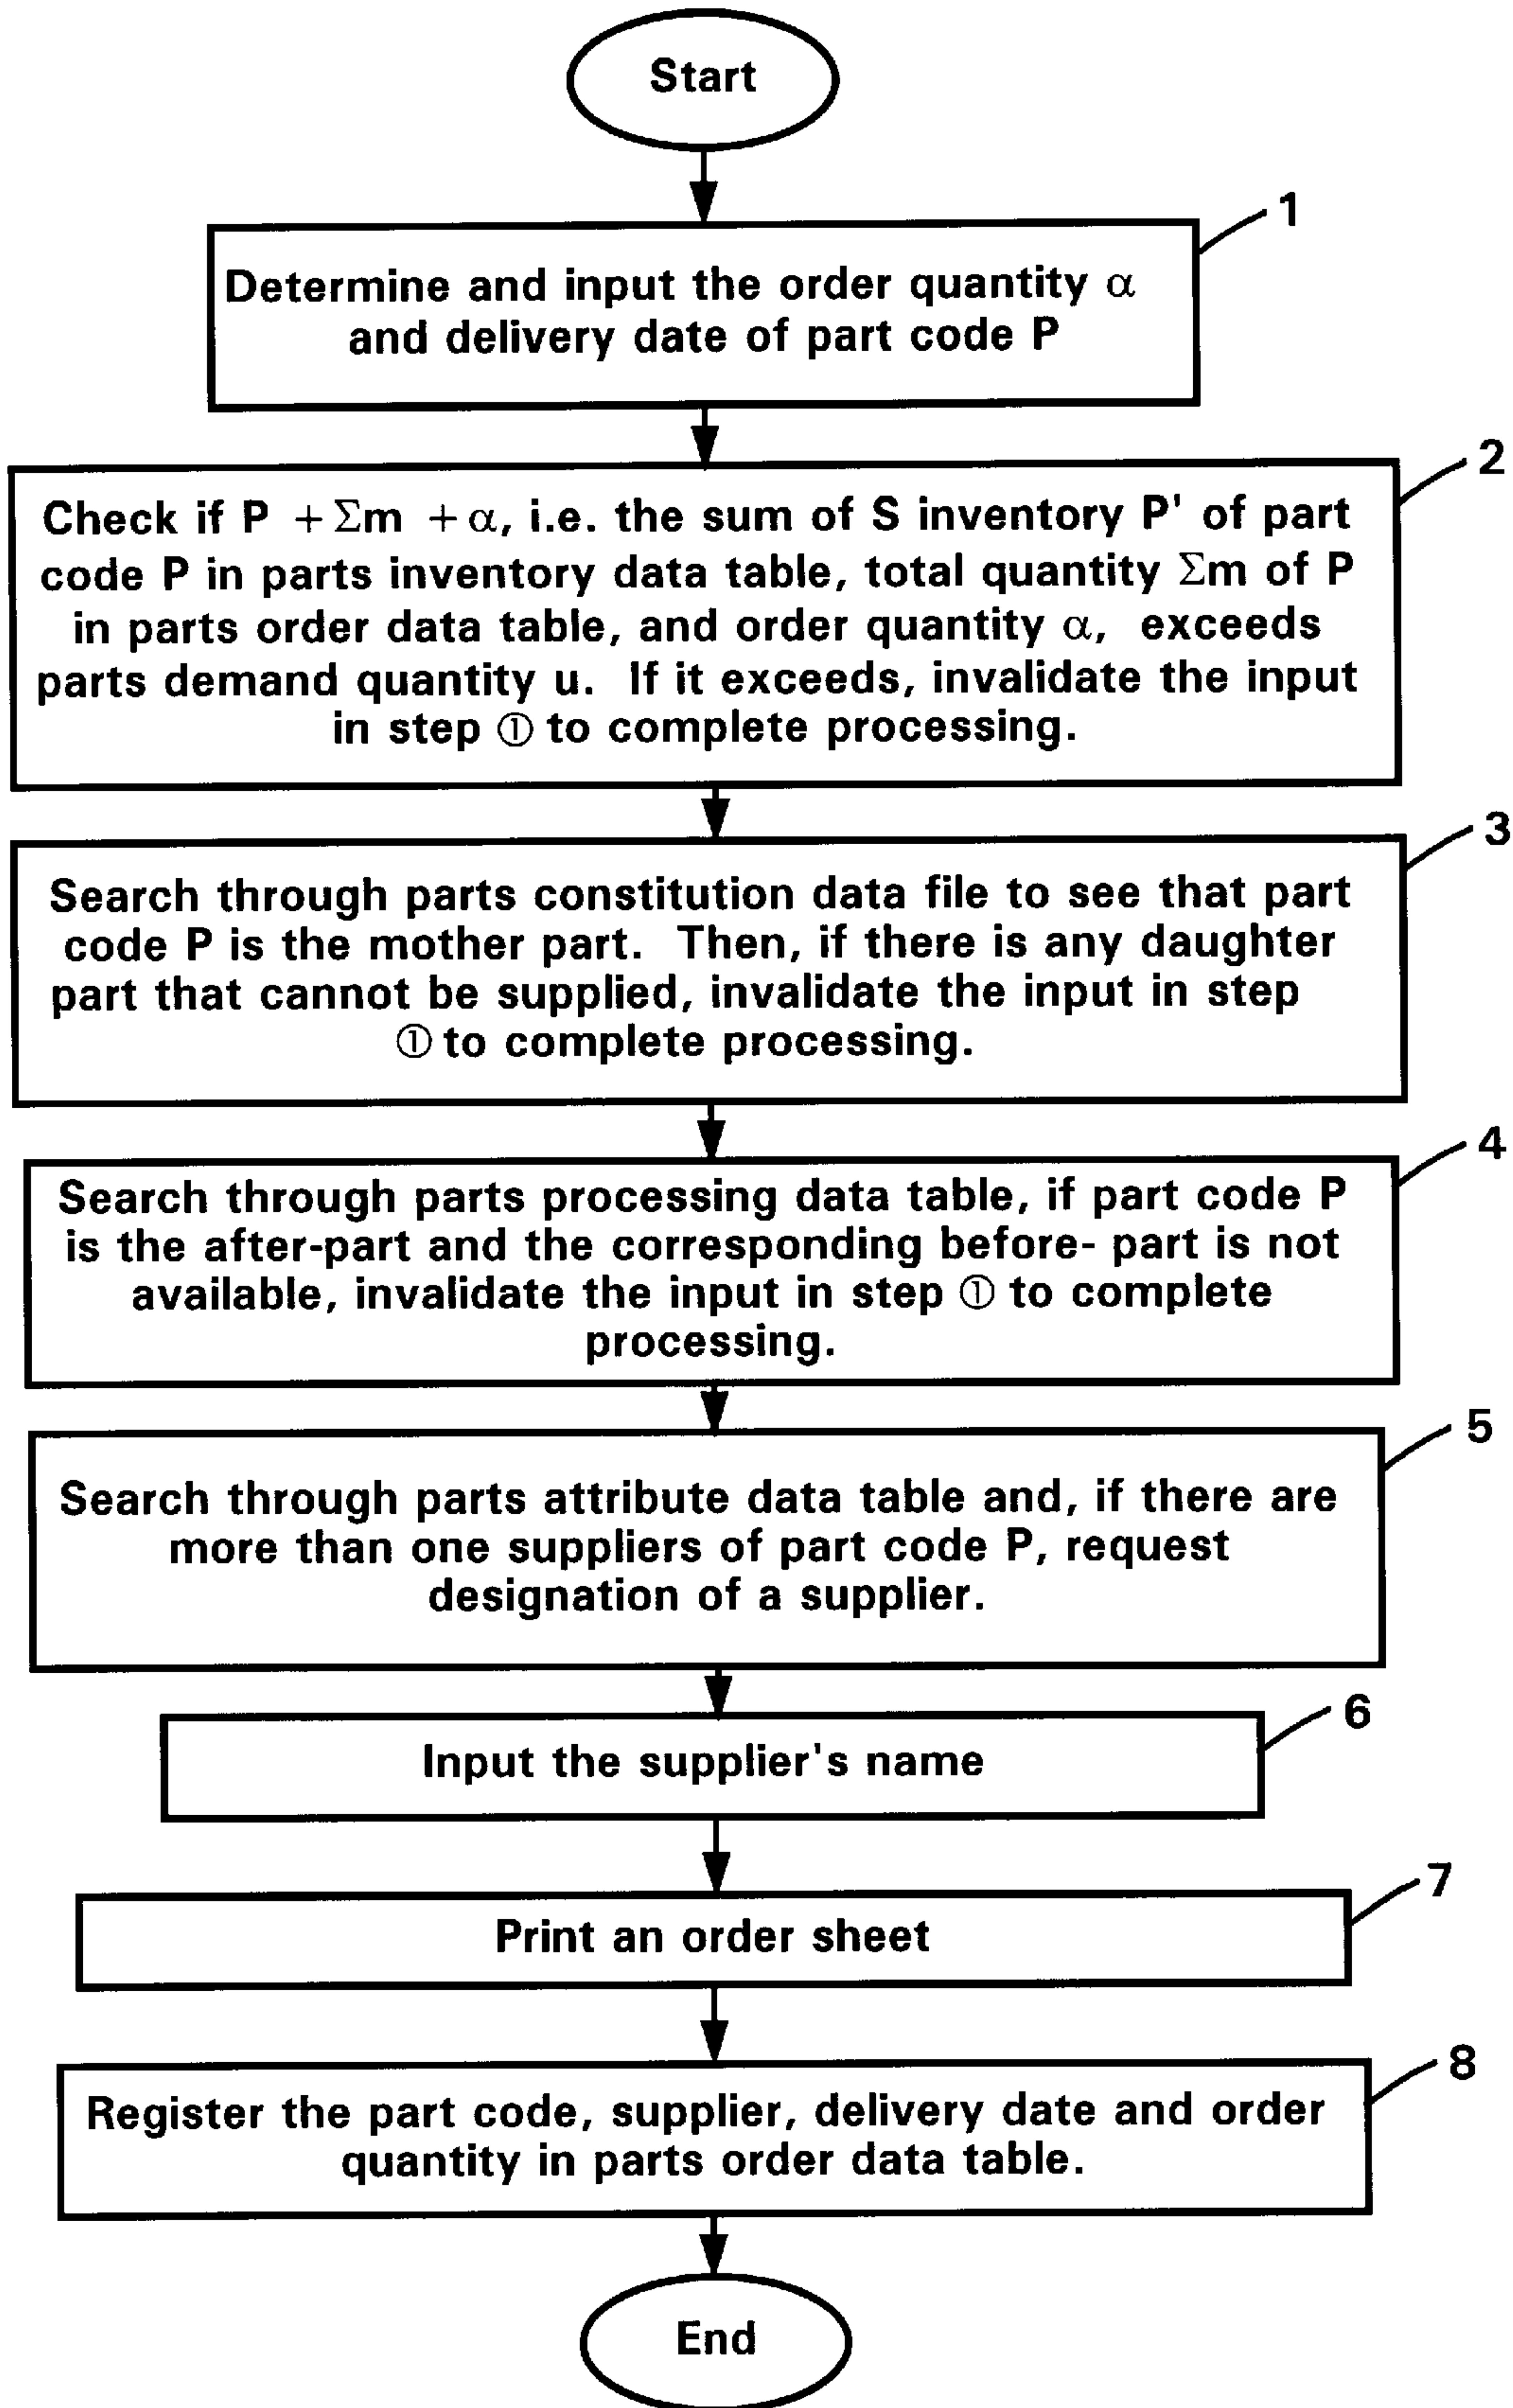 Start
1
Determine and input the order quantity α
and delivery date of part code P
2
Check if P + Σm + α, i.e. the sum of S inventory P' of part
code P in parts inventory data table, total quantity Σm of P
in parts order data table, and order quantity α, exceeds
parts demand quantity u. If it exceeds, invalidate the input
in step ① to complete processing.
3
Search through parts constitution data file to see that part
code P is the mother part. Then, if there is any daughter
part that cannot be supplied, invalidate the input in step
① to complete processing.
4
Search through parts processing data table, if part code P
is the after-part and the corresponding before- part is not
available, invalidate the input in step ① to complete
processing.
5
Search through parts attribute data table and, if there are
more than one suppliers of part code P, request
designation of a supplier.
6
Input the supplier's name
7
Print an order sheet
8
Register the part code, supplier, delivery date and order
quantity in parts order data table.
End